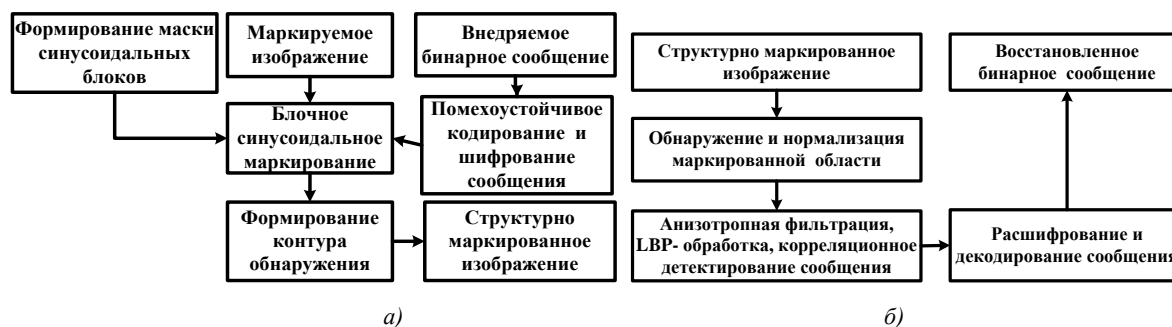 Формирование маски
синусоидальных
блоков
Маркируемое
изображение
Внедряемое
бинарное сообщение
Блочное
синусоидальное
маркирование
Помехоустойчивое
кодирование и
шифрование
сообщения
Формирование
контура
обнаружения
Структурно
маркированное
изображение
а)
Структурно маркированное
изображение
Восстановленное
бинарное сообщение
Обнаружение и нормализация
маркированной области
Анизотропная фильтрация,
LBP- обработка, корреляционное
детектирование сообщения
Расшифрование и
декодирование сообщения
б)